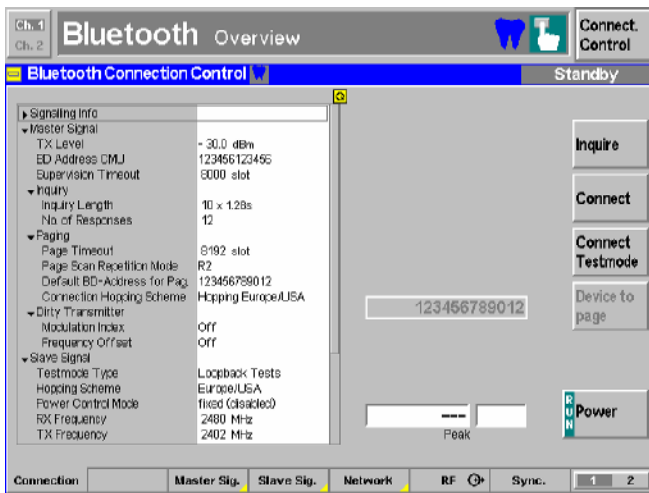 Ch. 1
Ch. 2
Bluetooth Overview
Connect. Control
Bluetooth Connection Control
Standby
Signaling Info
Master Signal
TX Level - 30.0 dBm
BD Address CMU 123456123456
Supervision Timeout 8000 slot
Inquiry
Inquiry Length 10 x 1.28s
No. of Responses 12
Paging
Page Timeout 8192 slot
Page Scan Repetition Mode R2
Default BD-Address for Pag. 123456789012
Connection Hopping Scheme Hopping Europe/USA
Dirty Transmitter
Modulation Index Off
Frequency Offset Off
Slave Signal
Testmode Type Loopback Tests
Hopping Scheme Europe/USA
Power Control Mode fixed (disabled)
RX Frequency 2480 MHz
TX Frequency 2402 MHz
123456789012
---
Peak
Inquire
Connect
Connect Testmode
Device to page
RUN
Power
Connection
Master Sig.
Slave Sig.
Network
RF
Sync.
1 2